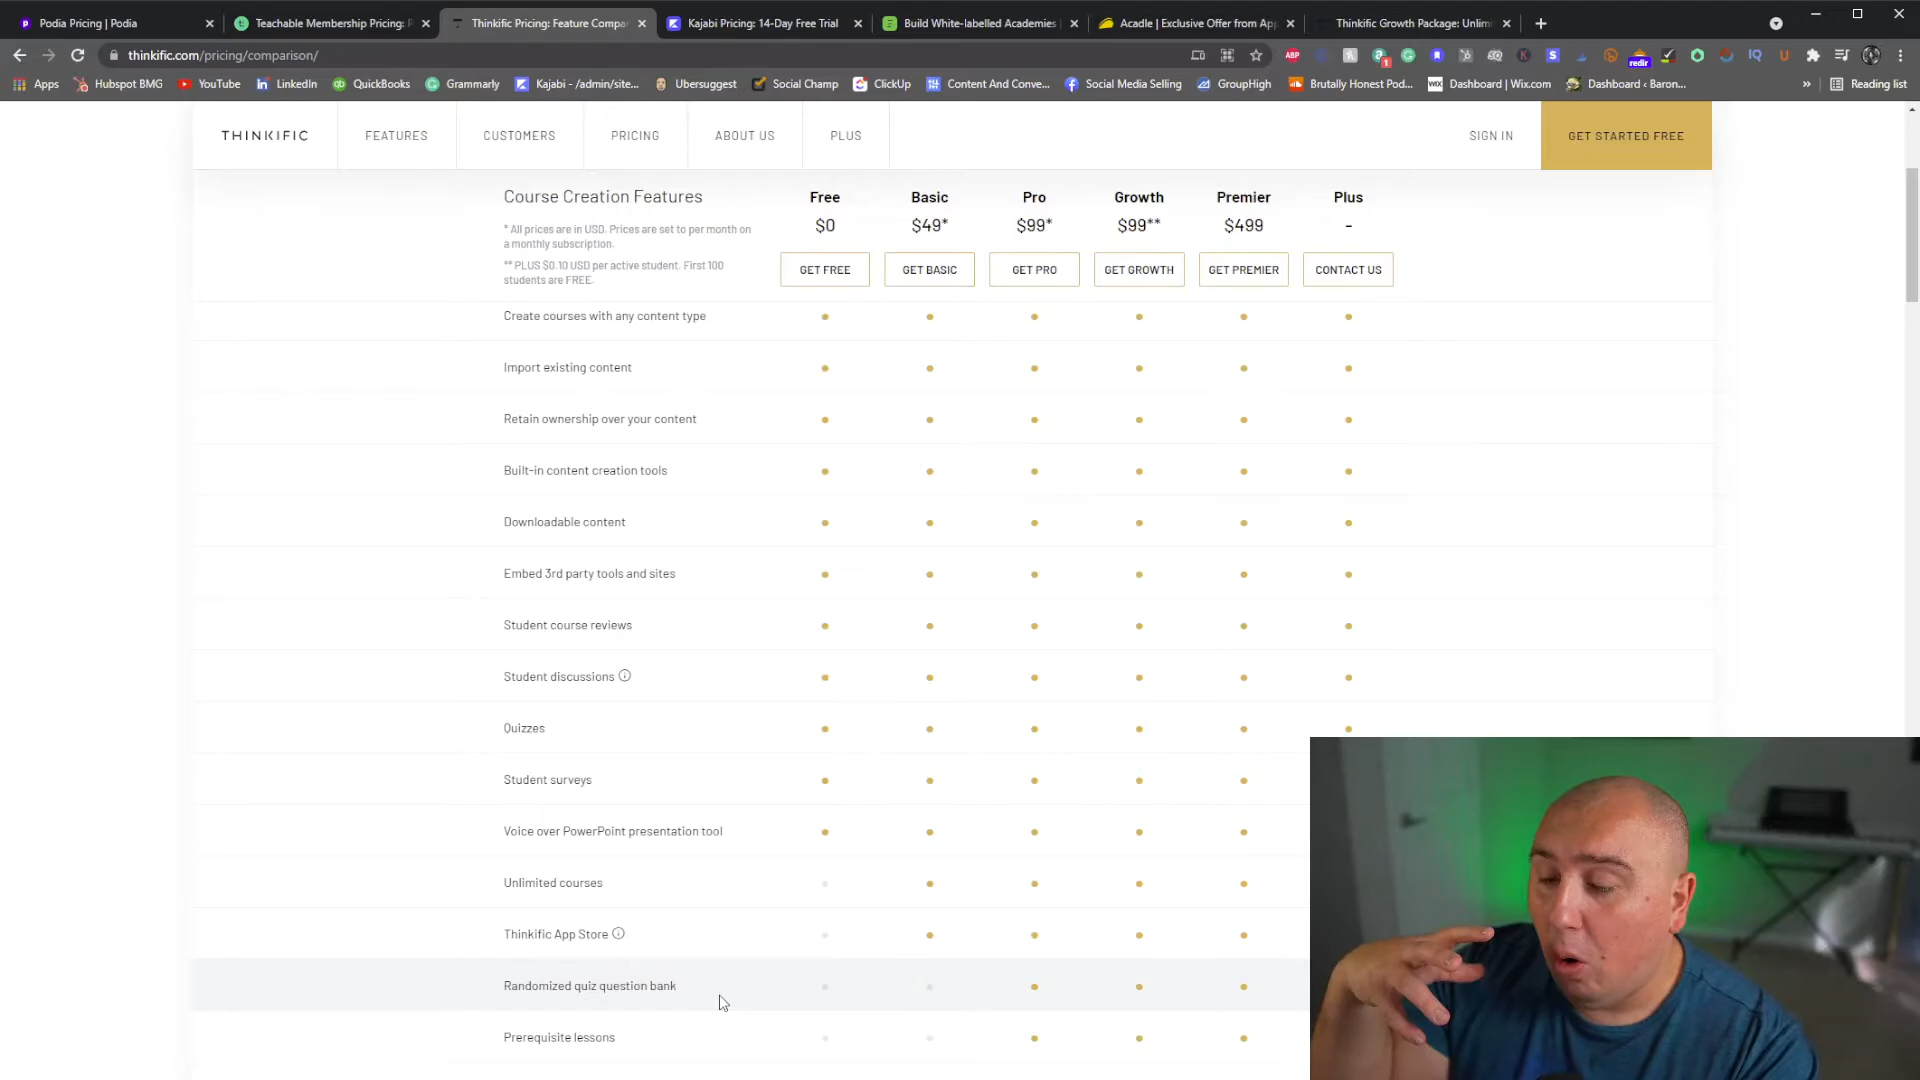 Podia Pricing | Podia
Teachable Membership Pricing: P
Thinkific Pricing: Feature Compa
Kajabi Pricing: 14-Day Free Trial
Build White-labelled Academies
Acadle | Exclusive Offer from App
Thinkific Growth Package: Unlimi
thinkific.com/pricing/comparison/
Apps
Hubspot BMG
YouTube
LinkedIn
QuickBooks
Grammarly
Kajabi - /admin/site...
Ubersuggest
Social Champ
ClickUp
Content And Conve...
Social Media Selling
GroupHigh
Brutally Honest Pod...
Dashboard | Wix.com
Dashboard ‹ Baron...
Reading list
THINKIFIC
FEATURES
CUSTOMERS
PRICING
ABOUT US
PLUS
SIGN IN
GET STARTED FREE
Course Creation Features
* All prices are in USD. Prices are set to per month on
a monthly subscription.
** PLUS $0.10 USD per active student. First 100
students are FREE.
Free
Basic
Pro
Growth
Premier
Plus
$0
$49*
$99*
$99**
$499
-
GET FREE
GET BASIC
GET PRO
GET GROWTH
GET PREMIER
CONTACT US
Create courses with any content type
Import existing content
Retain ownership over your content
Built-in content creation tools
Downloadable content
Embed 3rd party tools and sites
Student course reviews
Student discussions
Quizzes
Student surveys
Voice over PowerPoint presentation tool
Unlimited courses
Thinkific App Store
Randomized quiz question bank
Prerequisite lessons